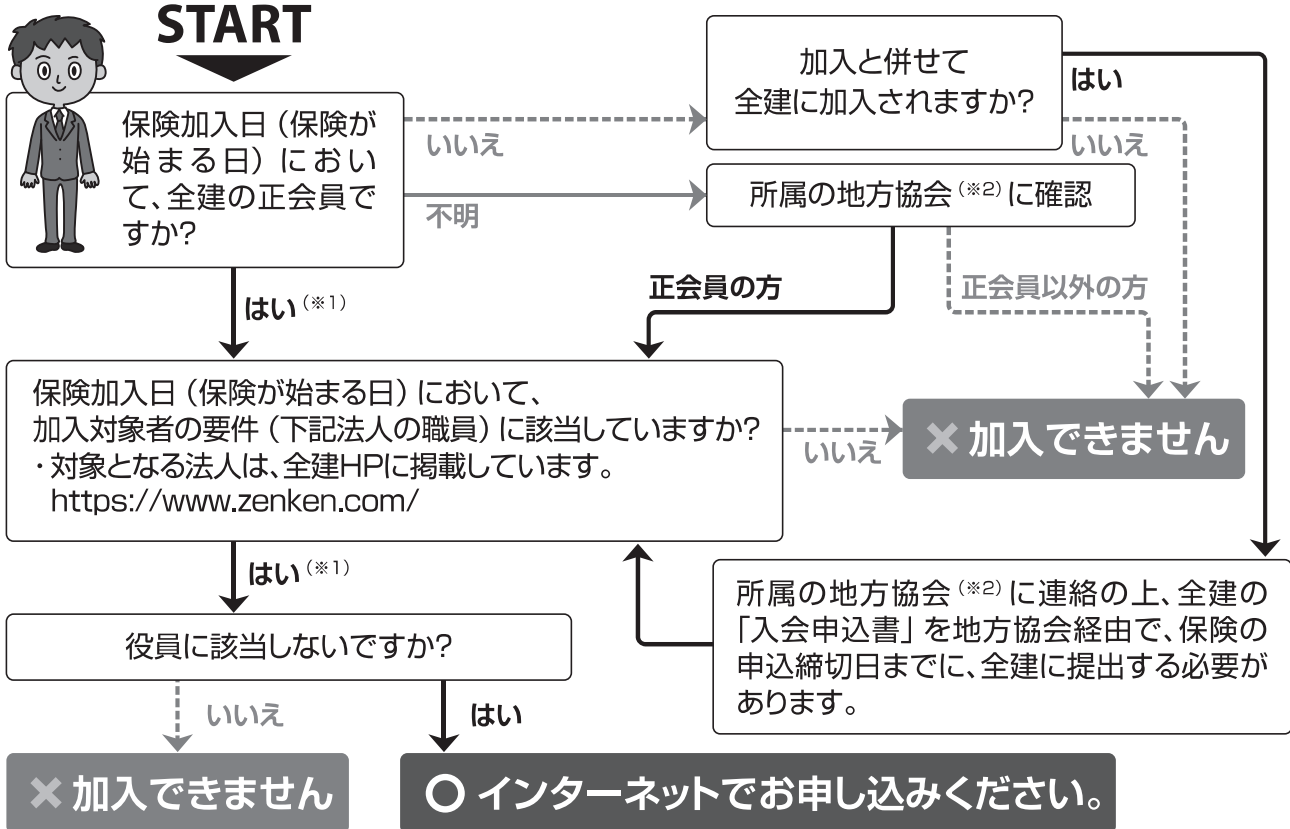 START
保険加入日（保険が
始まる日）におい
て、全建の正会員で
すか?
いいえ
不明
加入と併せて
全建に加入されますか?
はい
いいえ
所属の地方協会（※2）に確認
はい（※1）
正会員の方
正会員以外の方
保険加入日（保険が始まる日）において、
加入対象者の要件（下記法人の職員）に該当していますか?
・対象となる法人は、全建HPに掲載しています。
https://www.zenken.com/
いいえ
× 加入できません
はい（※1）
所属の地方協会（※2）に連絡の上、全建の
「入会申込書」を地方協会経由で、保険の
申込締切日までに、全建に提出する必要が
あります。
役員に該当しないですか?
いいえ
はい
× 加入できません
○ インターネットでお申し込みください。